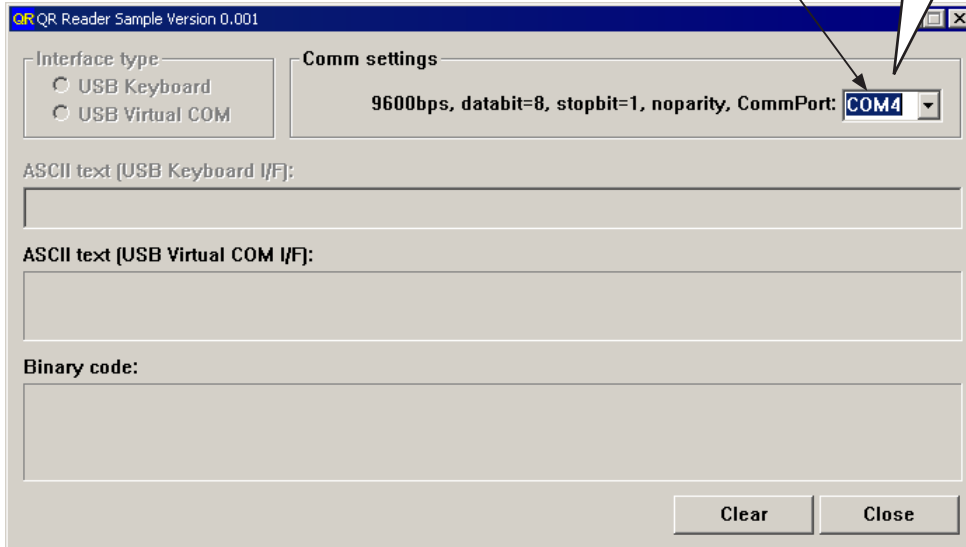 QR QR Reader Sample Version 0.001
Interface type
Comm settings
USB Keyboard
USB Virtual COM
9600bps, databit=8, stopbit=1, noparity, CommPort: COM4
ASCII text (USB Keyboard I/F):
ASCII text (USB Virtual COM I/F):
Binary code:
Clear
Close